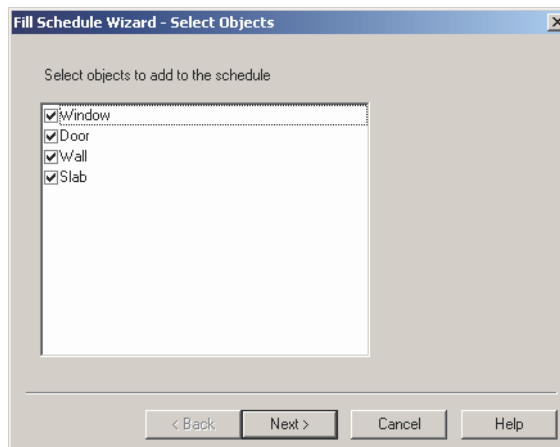 Fill Schedule Wizard - Select Objects
Select objects to add to the schedule
Window
Door
Wall
Slab
< Back Next > Cancel Help